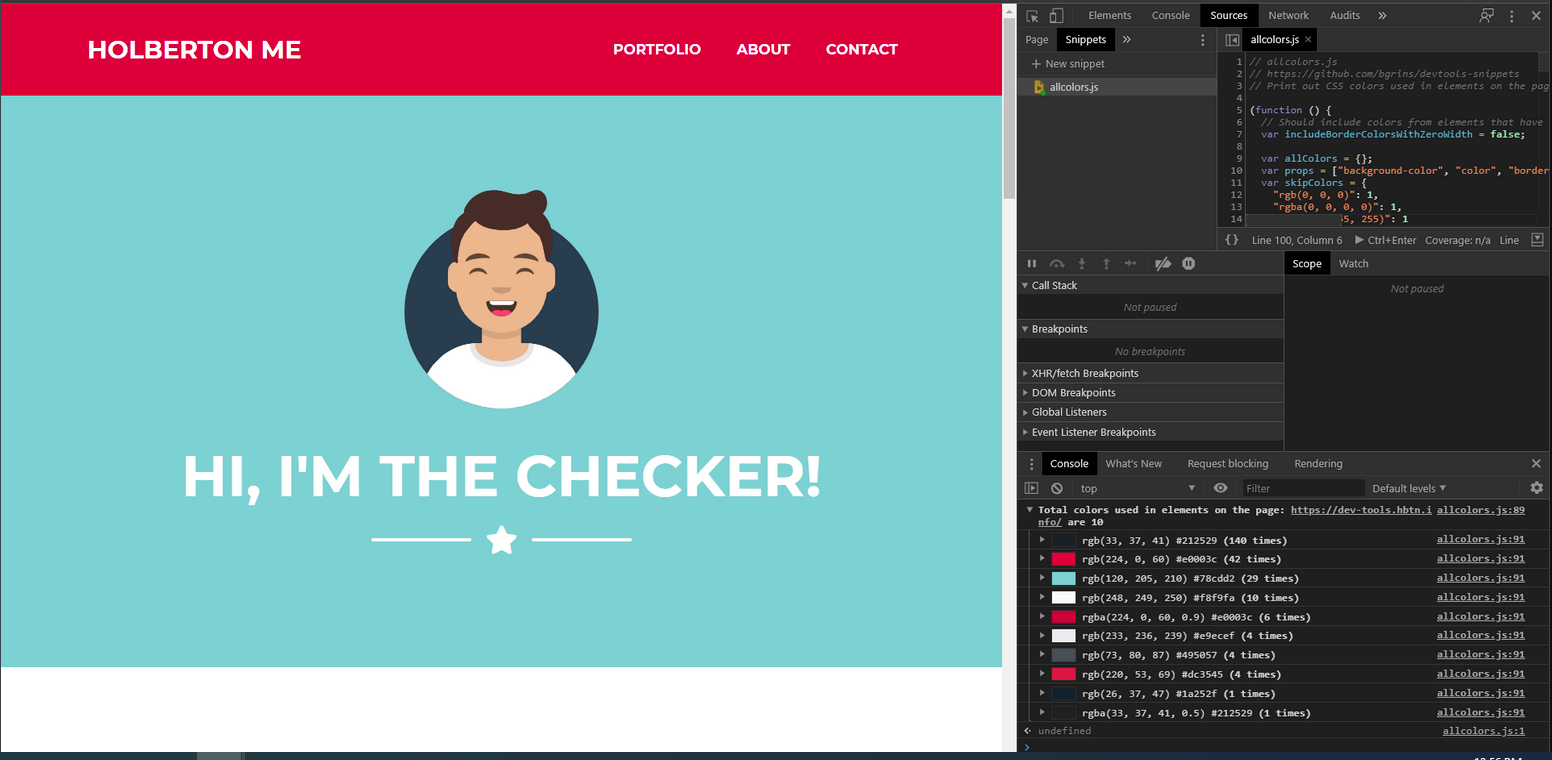 HOLBERTON ME
PORTFOLIO ABOUT CONTACT
HI, I'M THE CHECKER!
Elements Console Sources Network Audits »
Page Snippets »
+ New snippet
allcolors.js
allcolors.js ×
1 // allcolors.js
2 // https://github.com/bgrins/devtools-snippets
3 // Print out CSS colors used in elements on the pag
4
5 (function () {
6 // Should include colors from elements that have
7 var includeBorderColorsWithZeroWidth = false;
8
9 var allColors = {};
10 var props = ["background-color", "color", "border
11 var skipColors = {
12 "rgb(0, 0, 0)": 1,
13 "rgba(0, 0, 0, 0)": 1,
14 55, 255)": 1
{} Line 100, Column 6 Ctrl+Enter Coverage: n/a Line
Scope Watch
Call Stack
Not paused
Not paused
Breakpoints
No breakpoints
XHR/fetch Breakpoints
DOM Breakpoints
Global Listeners
Event Listener Breakpoints
Console What's New Request blocking Rendering
top Filter Default levels
Total colors used in elements on the page: https://dev-tools.hbtn.i allcolors.js:89
nfo/ are 10
rgb(33, 37, 41) #212529 (140 times) allcolors.js:91
rgb(224, 0, 60) #e0003c (42 times) allcolors.js:91
rgb(120, 205, 210) #78cdd2 (29 times) allcolors.js:91
rgb(248, 249, 250) #f8f9fa (10 times) allcolors.js:91
rgba(224, 0, 60, 0.9) #e0003c (6 times) allcolors.js:91
rgb(233, 236, 239) #e9ecef (4 times) allcolors.js:91
rgb(73, 80, 87) #495057 (4 times) allcolors.js:91
rgb(220, 53, 69) #dc3545 (4 times) allcolors.js:91
rgb(26, 37, 47) #1a252f (1 times) allcolors.js:91
rgba(33, 37, 41, 0.5) #212529 (1 times) allcolors.js:91
undefined allcolors.js:1